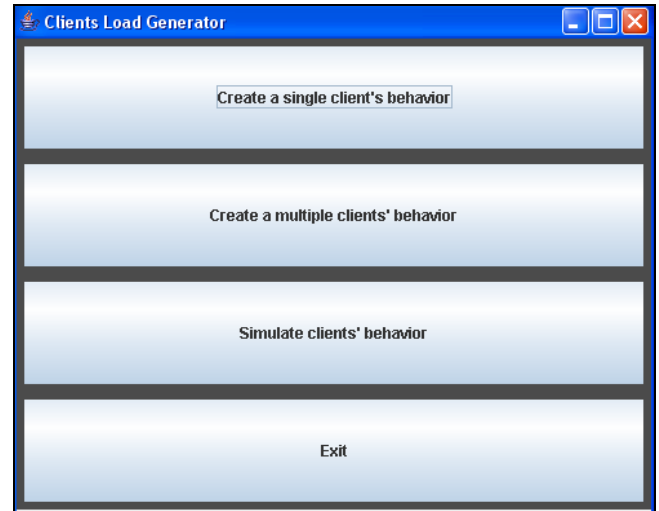 Clients Load Generator
Create a single client's behavior
Create a multiple clients' behavior
Simulate clients' behavior
Exit